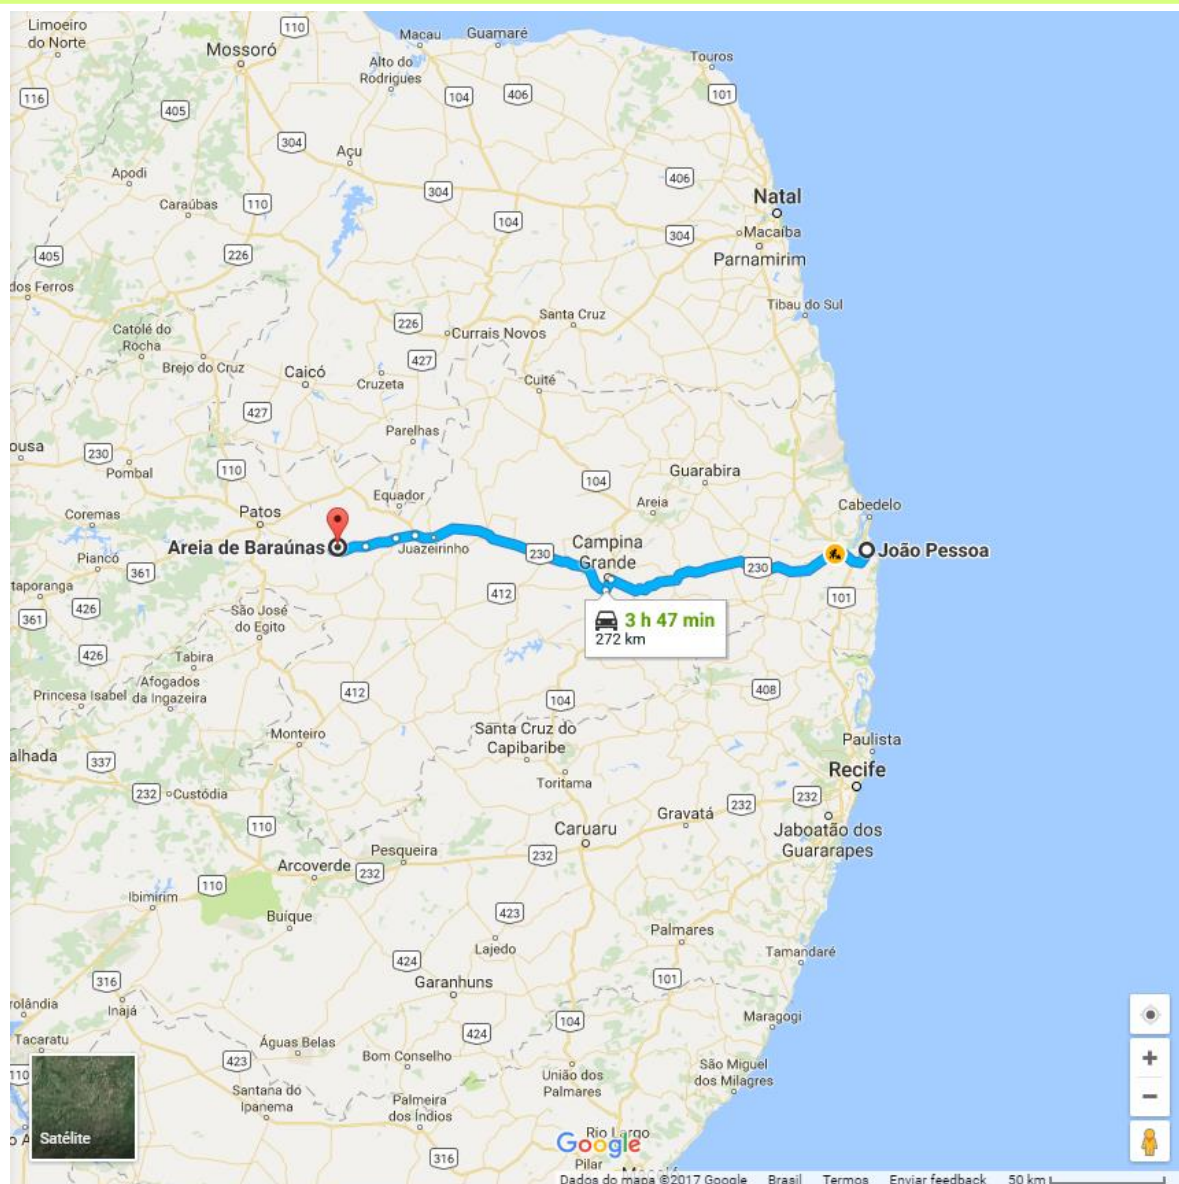 Limoeiro
do Norte
110
Macau
Guamaré
Mossoró
Alto do
Rodrigues
Touros
116
405
104
406
101
304
Açu
Apodi
304
406
Caraúbas
110
Natal
104
Macaíba
304
405
226
Parnamirim
dos Ferros
Tibau do Sul
Santa Cruz
226
Currais Novos
Catolé do
Rocha
427
Brejo do Cruz
Caicó
Cruzeta
Cuité
427
Parelhas
ousa
230
Pombal
110
Guarabira
104
Equador
Areia
Cabedelo
Coremas
Patos
Areia de Baraúnas
Juazeirinho
230
Campina
Grande
João Pessoa
Piancó
361
230
taporanga
412
101
426
361
São José
do Egito
3 h 47 min
272 km
426
Tabira
Princesa Isabel
Afogados
da Ingazeira
412
408
104
Santa Cruz do
Capibaribe
Monteiro
Paulista
alhada
337
Recife
Toritama
232
Custódia
232
232
Gravatá
110
Caruaru
Jaboatão dos
Guararapes
Pesqueira
232
Arcoverde
232
110
Ibimirim
Buíque
423
Palmares
Lajedo
Tamandaré
424
316
Garanhuns
101
rolândia
Inajá
104
Maragogi
Tacaratu
Águas Belas
424
423
Bom Conselho
110
União dos
Palmares
São Miguel
dos Milagres
Santana do
Ipanema
Palmeira
dos Índios
Satélite
Rio Largo
Google
316
Pilar
Dados do mapa ©2017 Google Brasil Termos Enviar feedback 50 km